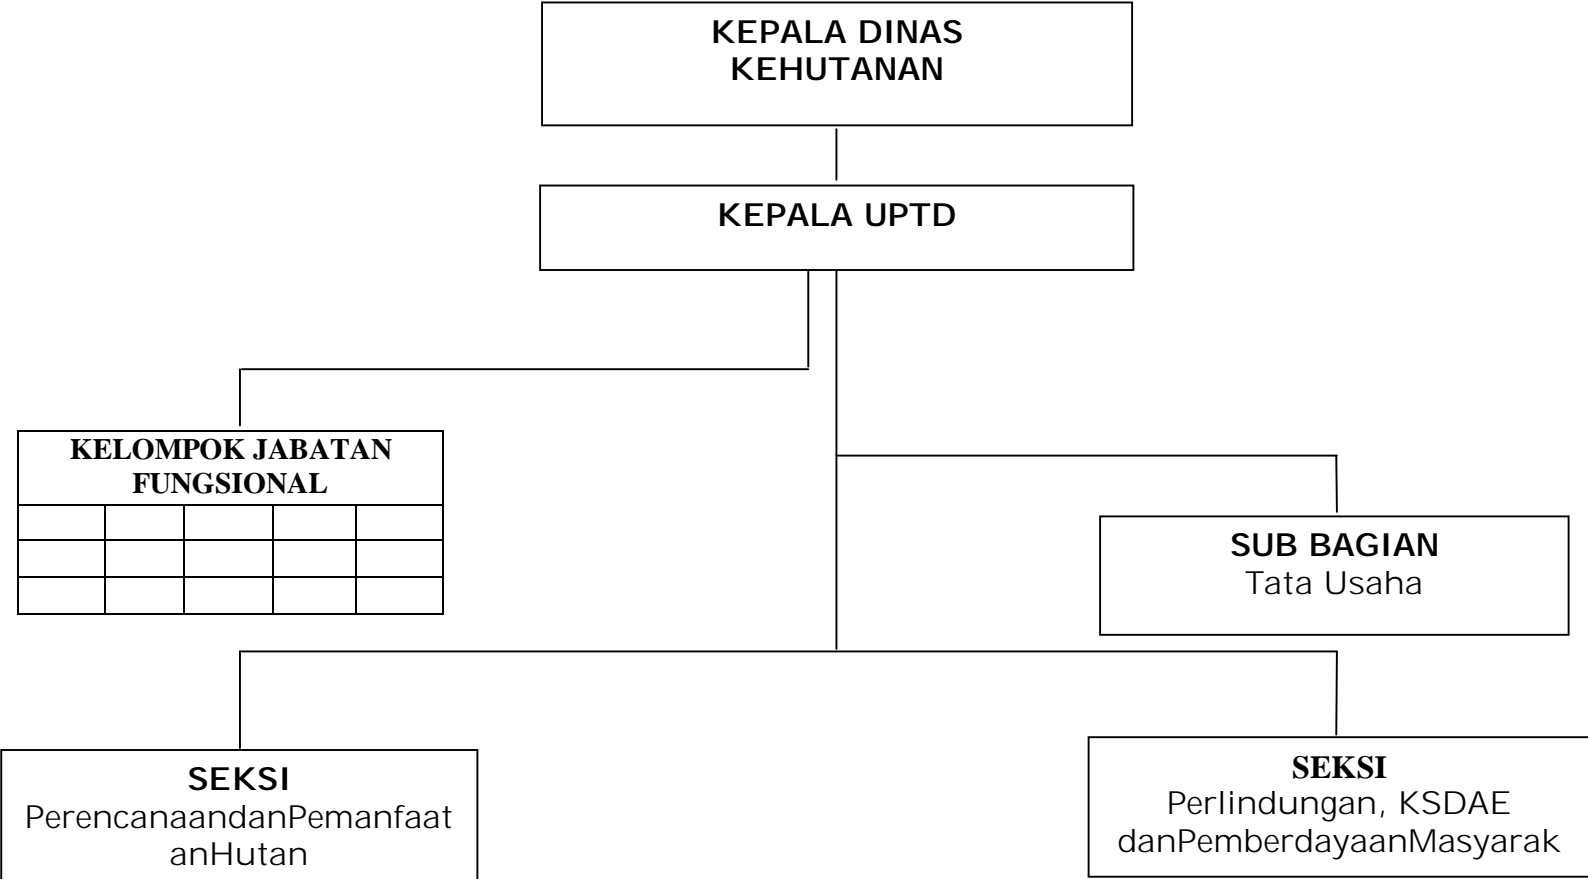 KEPALA DINAS
KEHUTANAN
KEPALA UPTD
KELOMPOK JABATAN
FUNGSIONAL
SUB BAGIAN
Tata Usaha
SEKSI
PerencanaandanPemanfaat
anHutan
SEKSI
Perlindungan, KSDAE
danPemberdayaanMasyarak